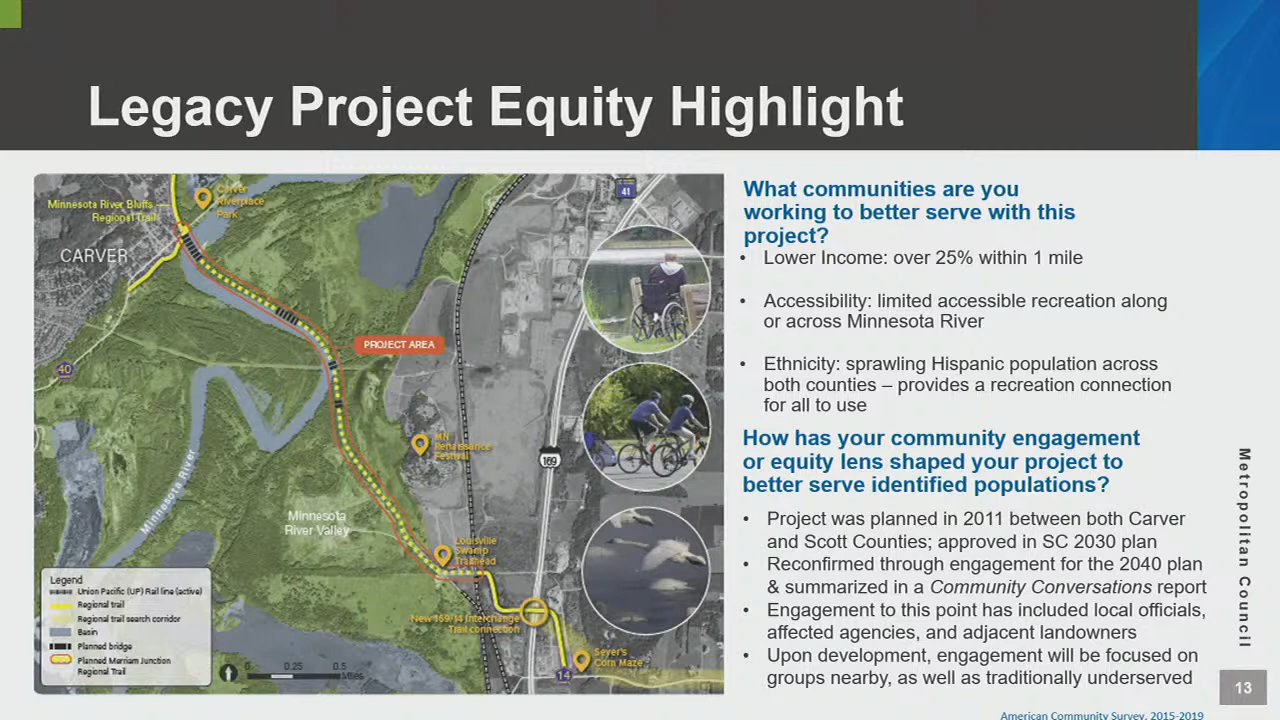 Legacy Project Equity Highlight
Minnesota River Bluffs
Regional Trail
Carver
Riverplace
Park
CARVER
41
PROJECT AREA
40
MN
Renaissance
Festival
169
Minnesota River
Minnesota
River Valley
Louisville
Swamp
Trailhead
New 169/14 Interchange
Trail connection
Sever's
Corn Maze
14
Legend
Union Pacific (UP) Rail line (active)
Regional trail
Regional trail search corridor
Basin
Planned bridge
Planned Merriam Junction
Regional Trail
0 0.25 0.5
Miles
What communities are you
working to better serve with this
project?
• Lower Income: over 25% within 1 mile
• Accessibility: limited accessible recreation along
or across Minnesota River
• Ethnicity: sprawling Hispanic population across
both counties – provides a recreation connection
for all to use
How has your community engagement
or equity lens shaped your project to
better serve identified populations?
• Project was planned in 2011 between both Carver
and Scott Counties; approved in SC 2030 plan
• Reconfirmed through engagement for the 2040 plan
& summarized in a Community Conversations report
• Engagement to this point has included local officials,
affected agencies, and adjacent landowners
• Upon development, engagement will be focused on
groups nearby, as well as traditionally underserved
Metropolitan Council
13
American Community Survey, 2015-2019